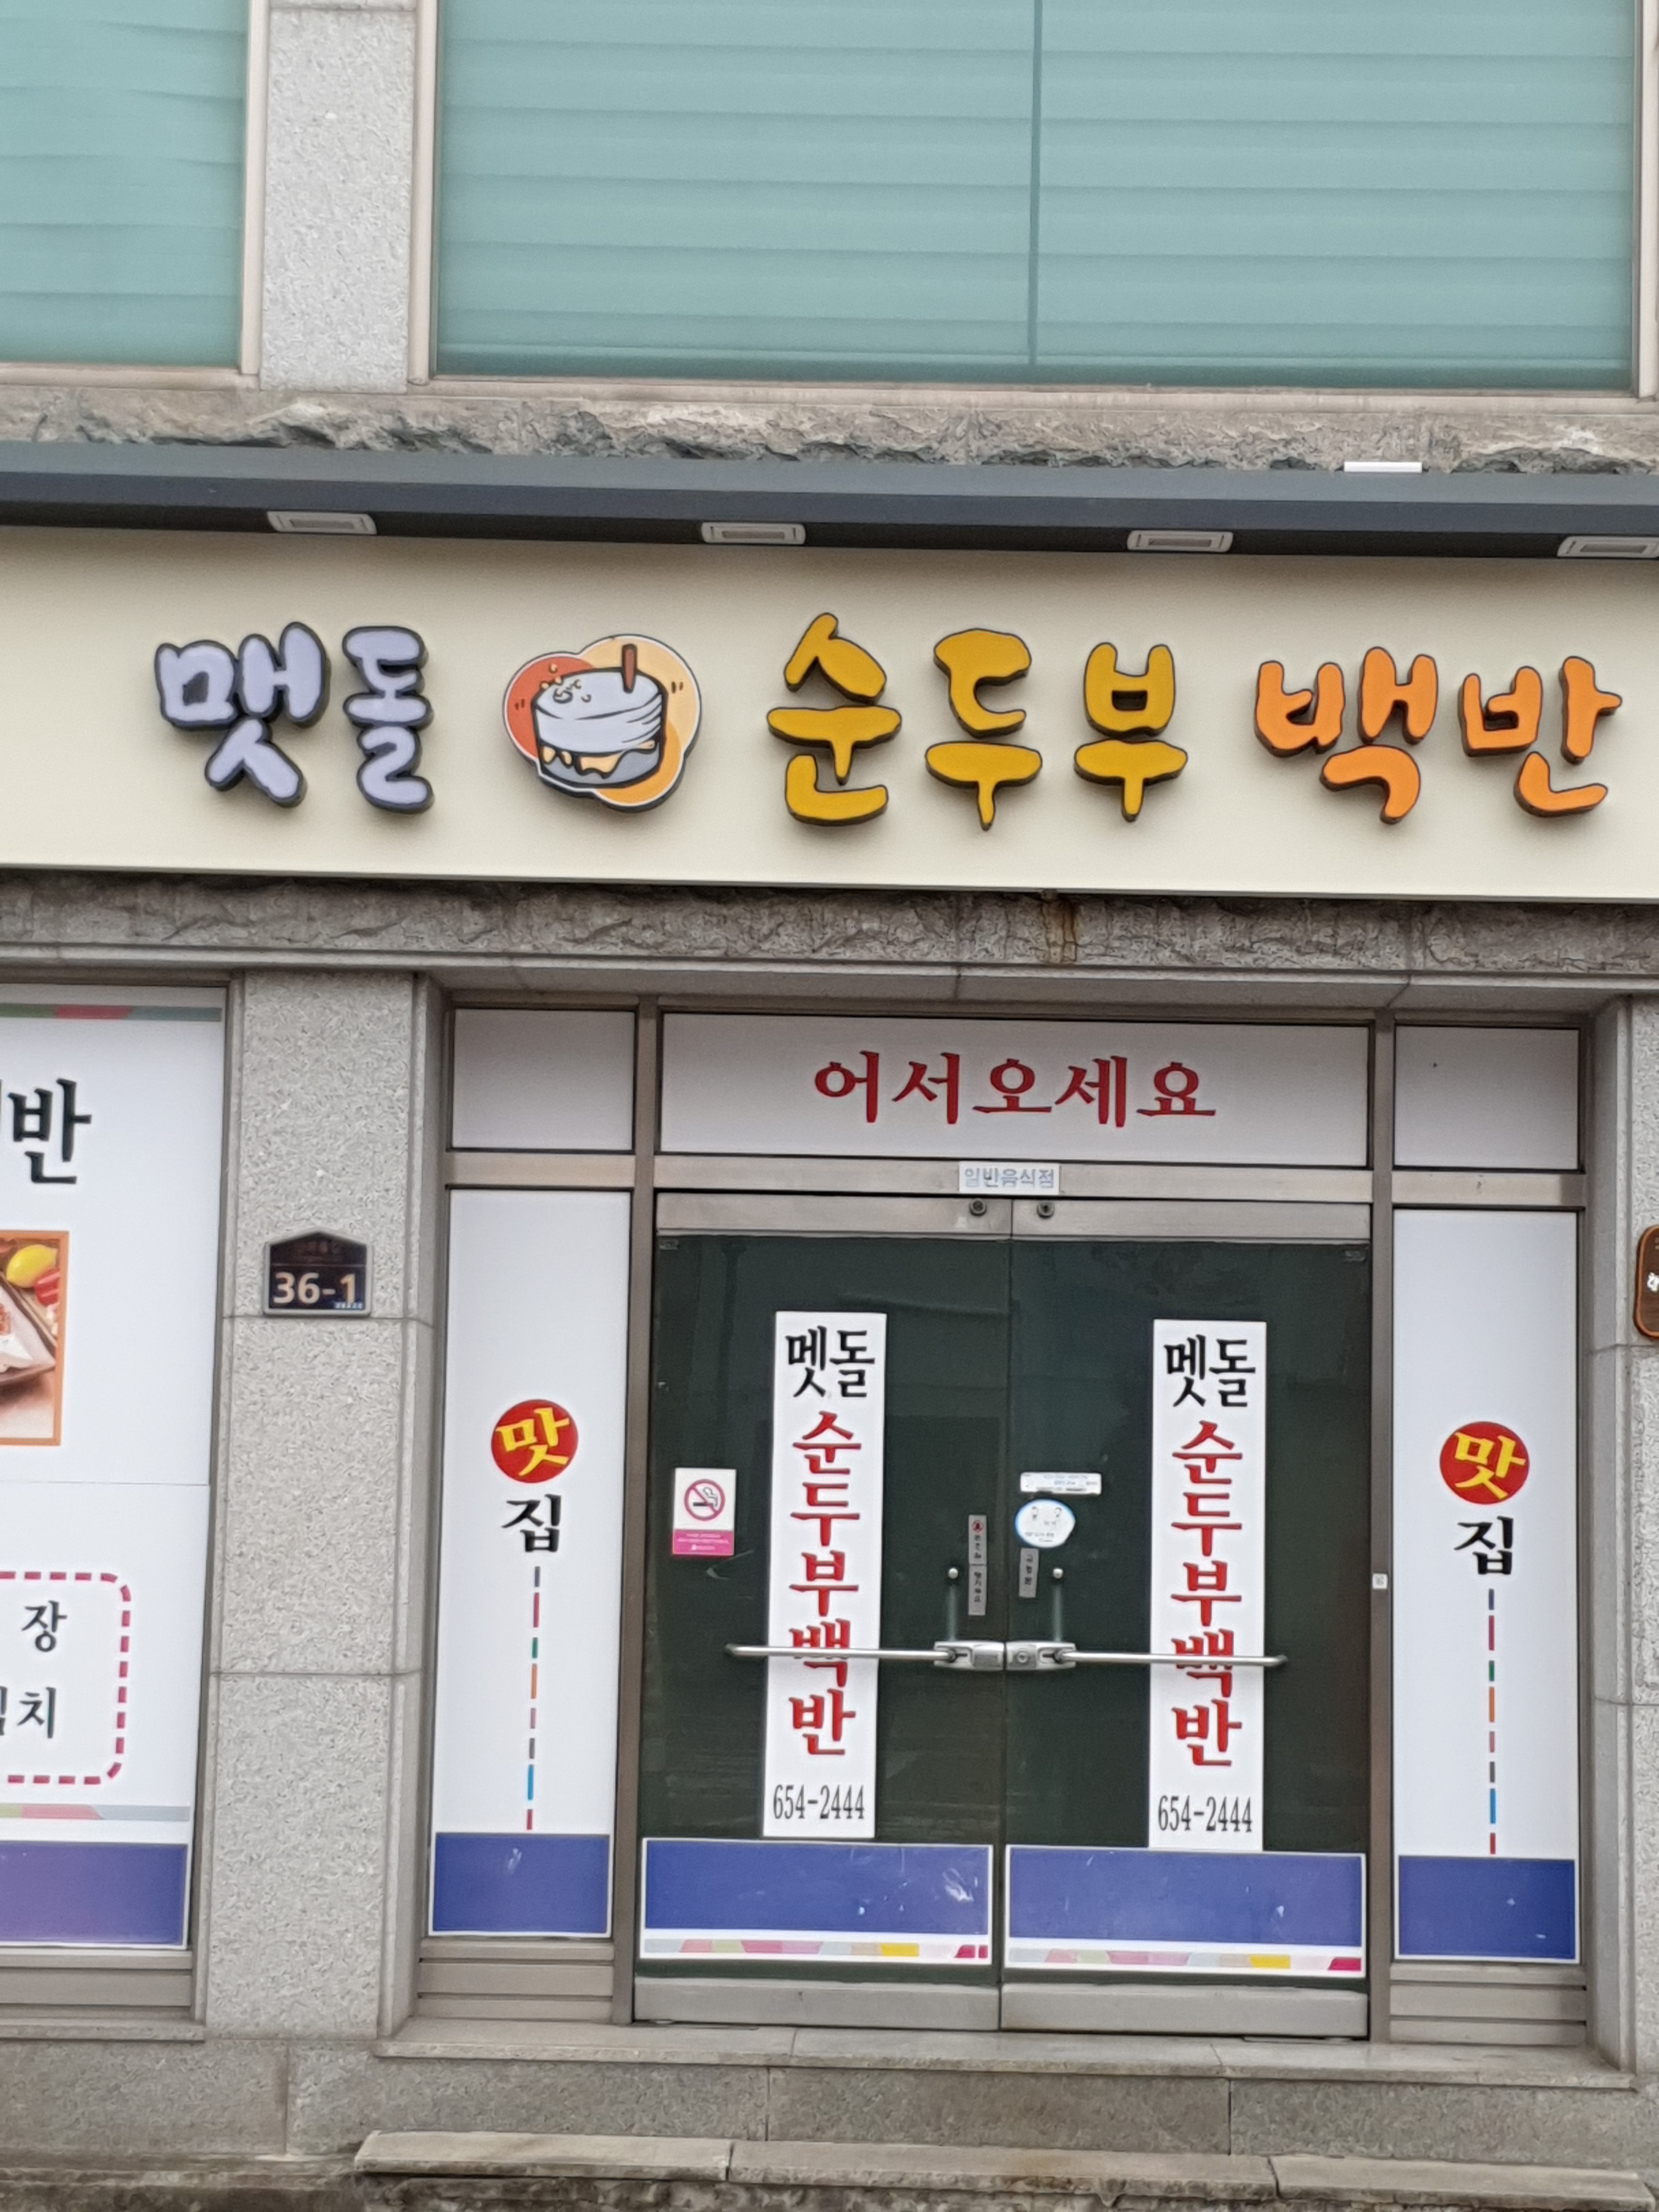 맷돌 순두부 백반
어서오세요
일반음식점
반
36-1
장
치
맛
집
멧돌
순두부백반
654-2444
멧돌
순두부백반
654-2444
맛
집